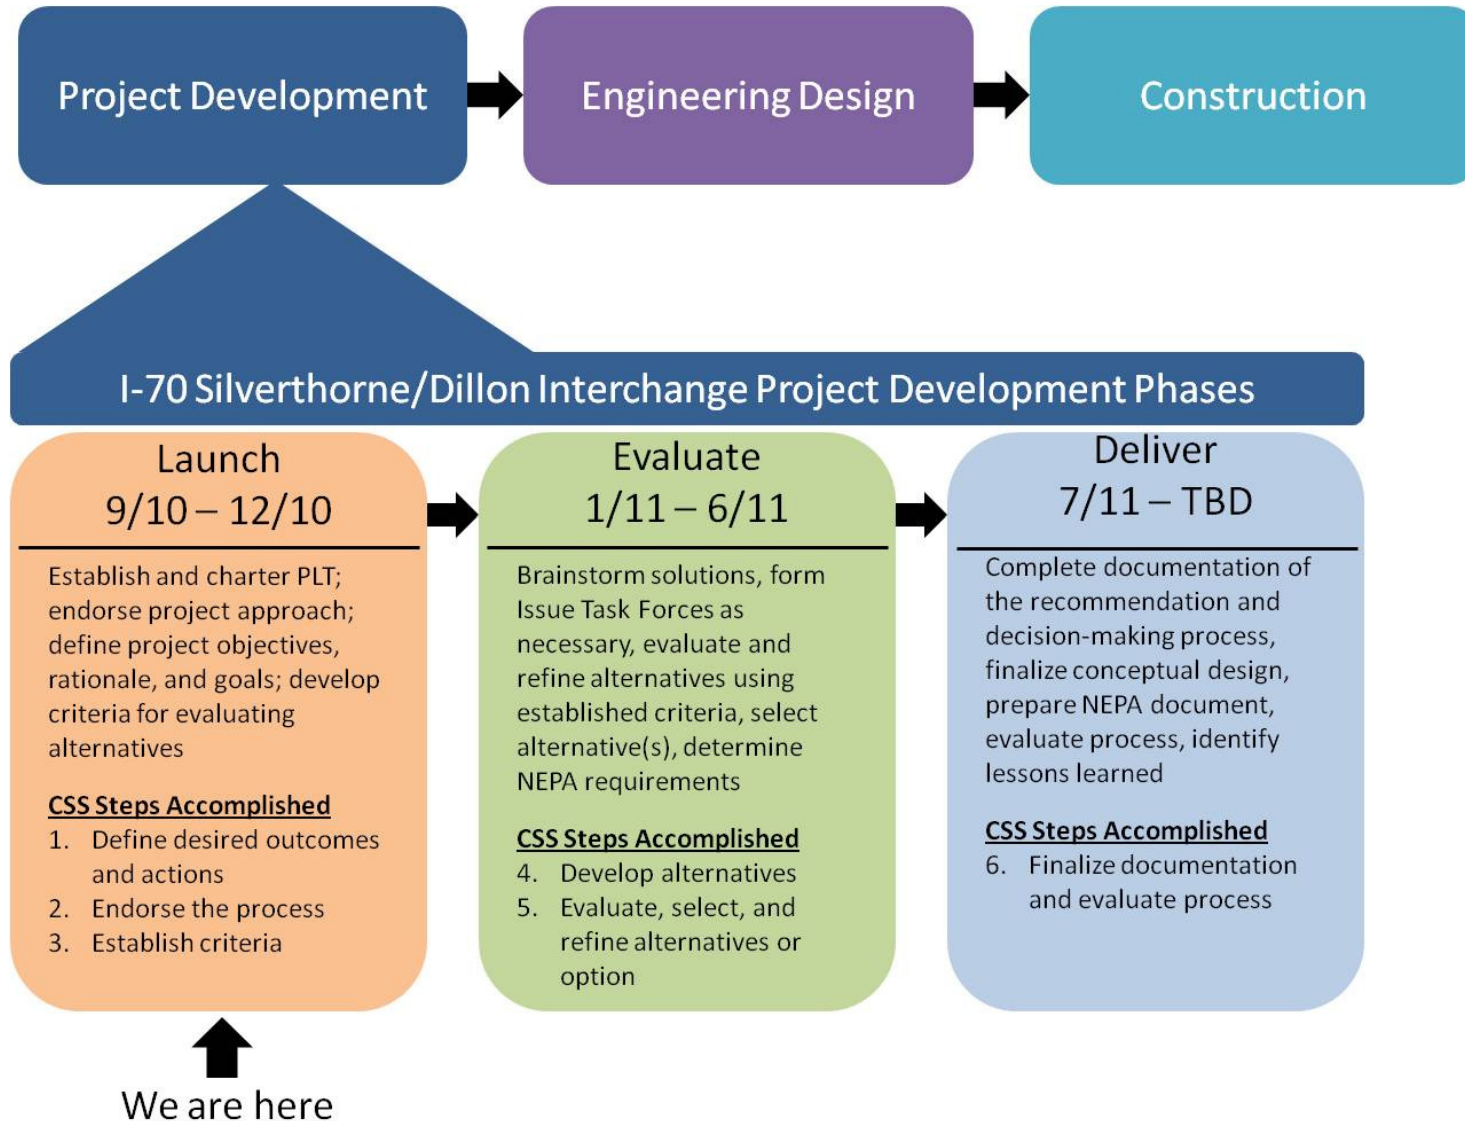 Project Development
Engineering Design
Construction
I-70 Silverthorne/Dillon Interchange Project Development Phases
Launch
9/10 – 12/10
Establish and charter PLT;
endorse project approach;
define project objectives,
rationale, and goals; develop
criteria for evaluating
alternatives
CSS Steps Accomplished
1. Define desired outcomes
and actions
2. Endorse the process
3. Establish criteria
Evaluate
1/11 – 6/11
Brainstorm solutions, form
Issue Task Forces as
necessary, evaluate and
refine alternatives using
established criteria, select
alternative(s), determine
NEPA requirements
CSS Steps Accomplished
4. Develop alternatives
5. Evaluate, select, and
refine alternatives or
option
Deliver
7/11 – TBD
Complete documentation of
the recommendation and
decision-making process,
finalize conceptual design,
prepare NEPA document,
evaluate process, identify
lessons learned
CSS Steps Accomplished
6. Finalize documentation
and evaluate process
We are here